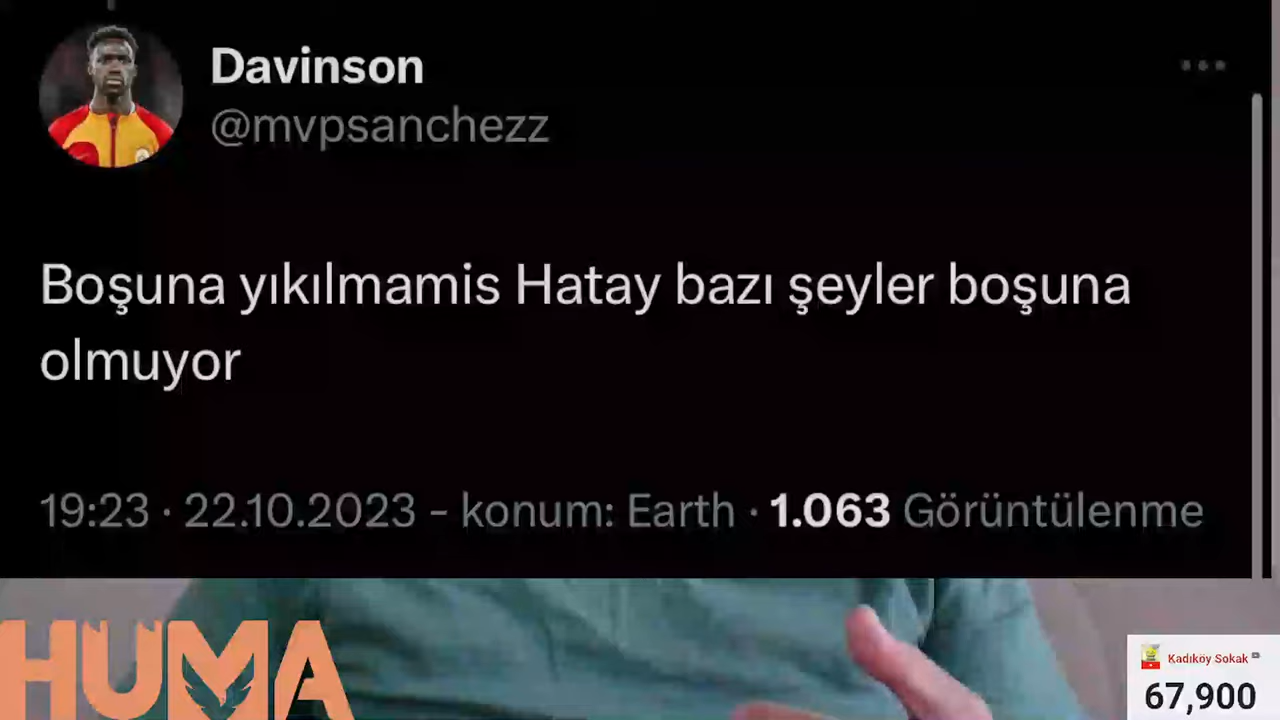 Davinson
@mvpsanchezz
Boşuna yıkılmamis Hatay bazı şeyler boşuna
olmuyor
19:23 · 22.10.2023 – konum: Earth · 1.063 Görüntülenme
HUMA
Kadıköy Sokak
67,900